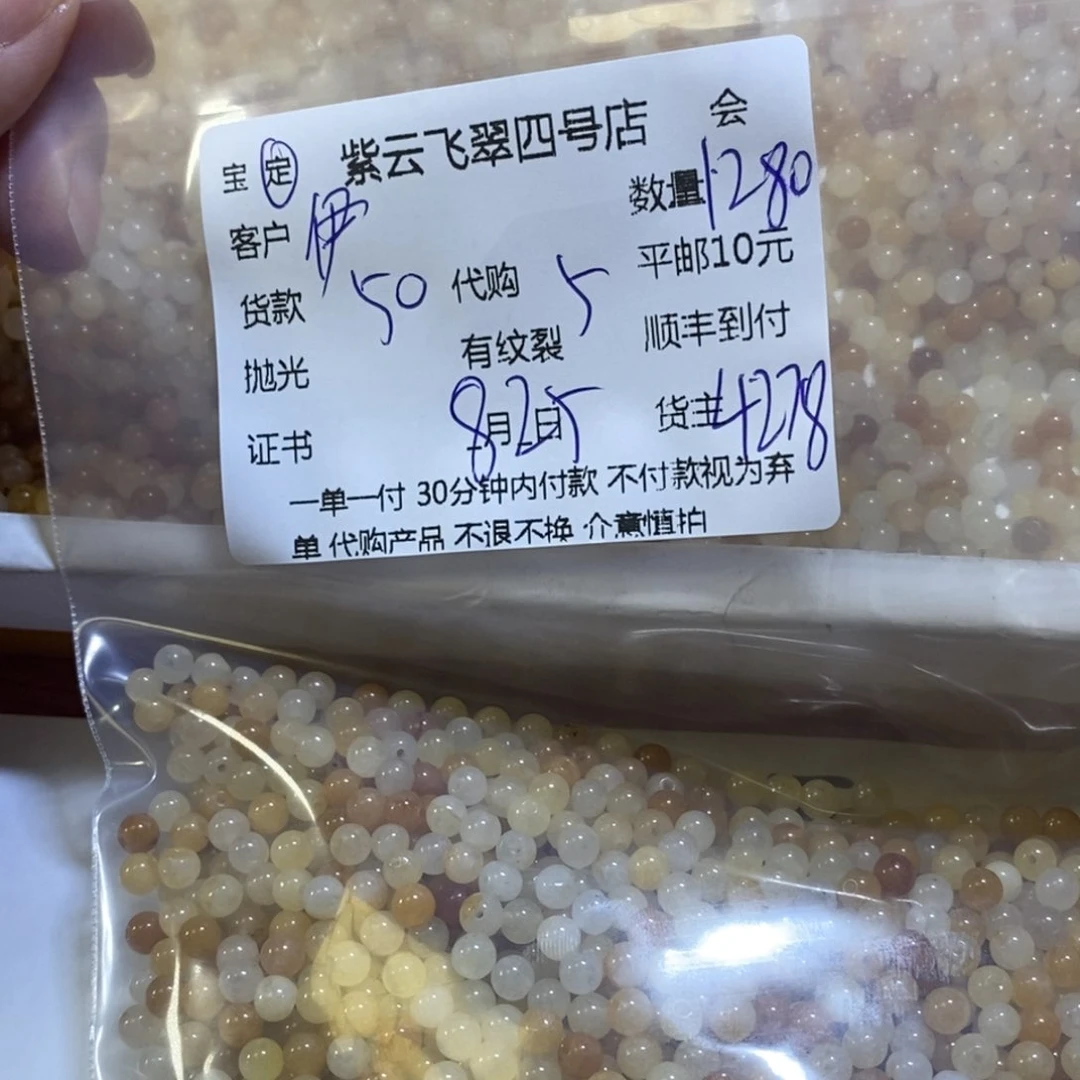 紫云飞翠四号店 会
宝 定
数量 1280
客户 伊
平邮10元
货款 50 代购 5
有纹裂 顺丰到付
抛光
8月25日 货主 4278
证书
一单一付 30分钟内付款 不付款视为弃
单 代购产品 不退不换 介意慎拍